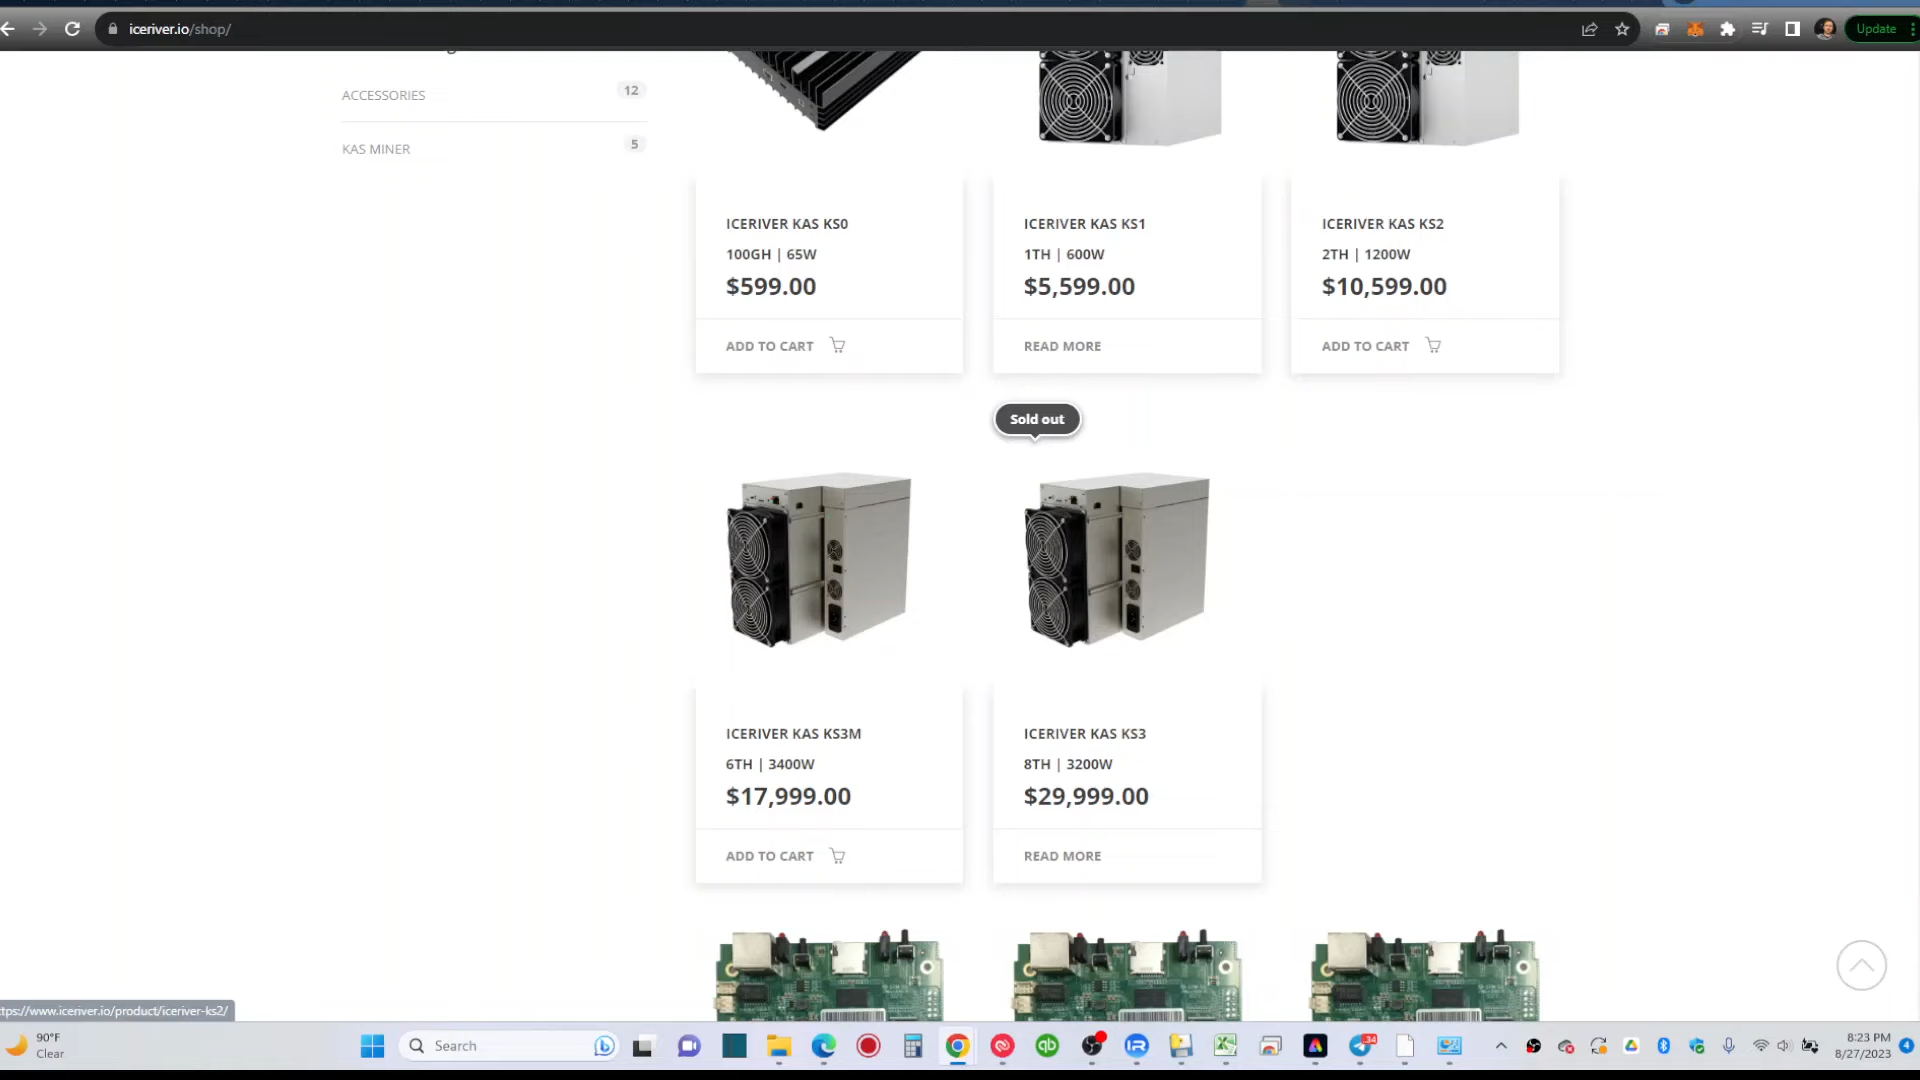 iceriver.io/shop/
Update
ACCESSORIES
12
KAS MINER
5
ICERIVER KAS KS0
100GH | 65W
$599.00
ADD TO CART
ICERIVER KAS KS1
1TH | 600W
$5,599.00
READ MORE
ICERIVER KAS KS2
2TH | 1200W
$10,599.00
ADD TO CART
Sold out
ICERIVER KAS KS3M
6TH | 3400W
$17,999.00
ADD TO CART
ICERIVER KAS KS3
8TH | 3200W
$29,999.00
READ MORE
ttps://www.iceriver.io/product/iceriver-ks2/
90°F
Clear
Search
34
8:23 PM
8/27/2023
4